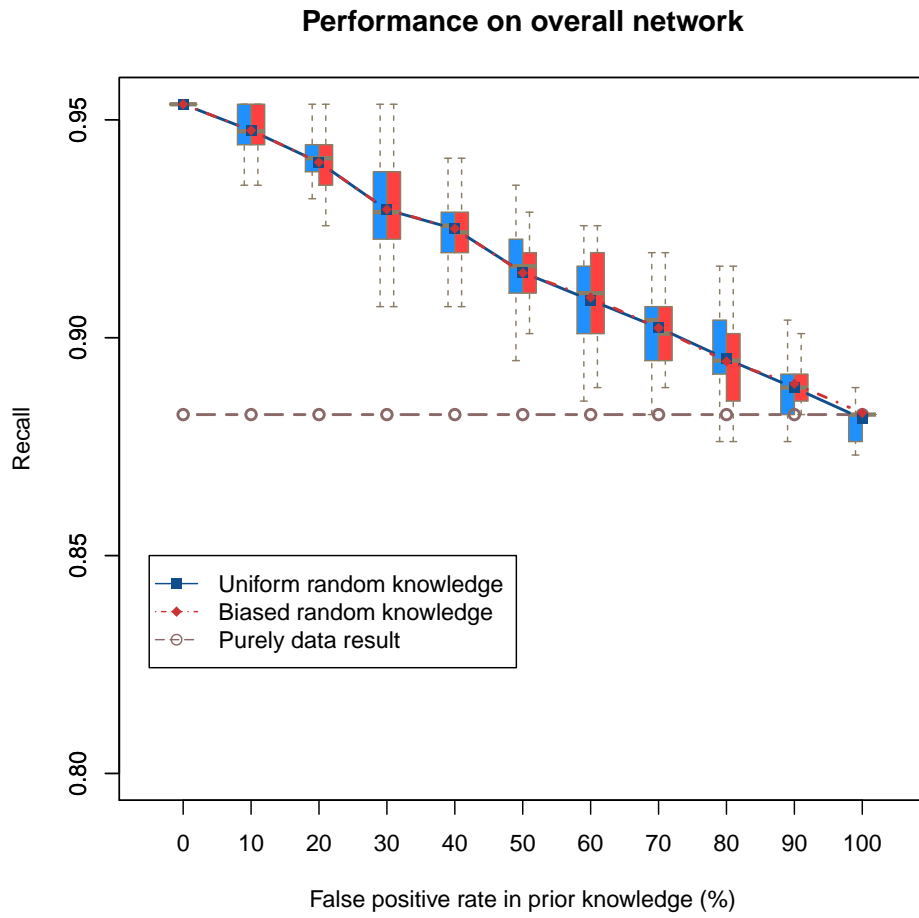 Performance on overall network
0.95
0.90
0.85
0.80
Recall
Uniform random knowledge
Biased random knowledge
Purely data result
0 10 20 30 40 50 60 70 80 90 100
False positive rate in prior knowledge (%)